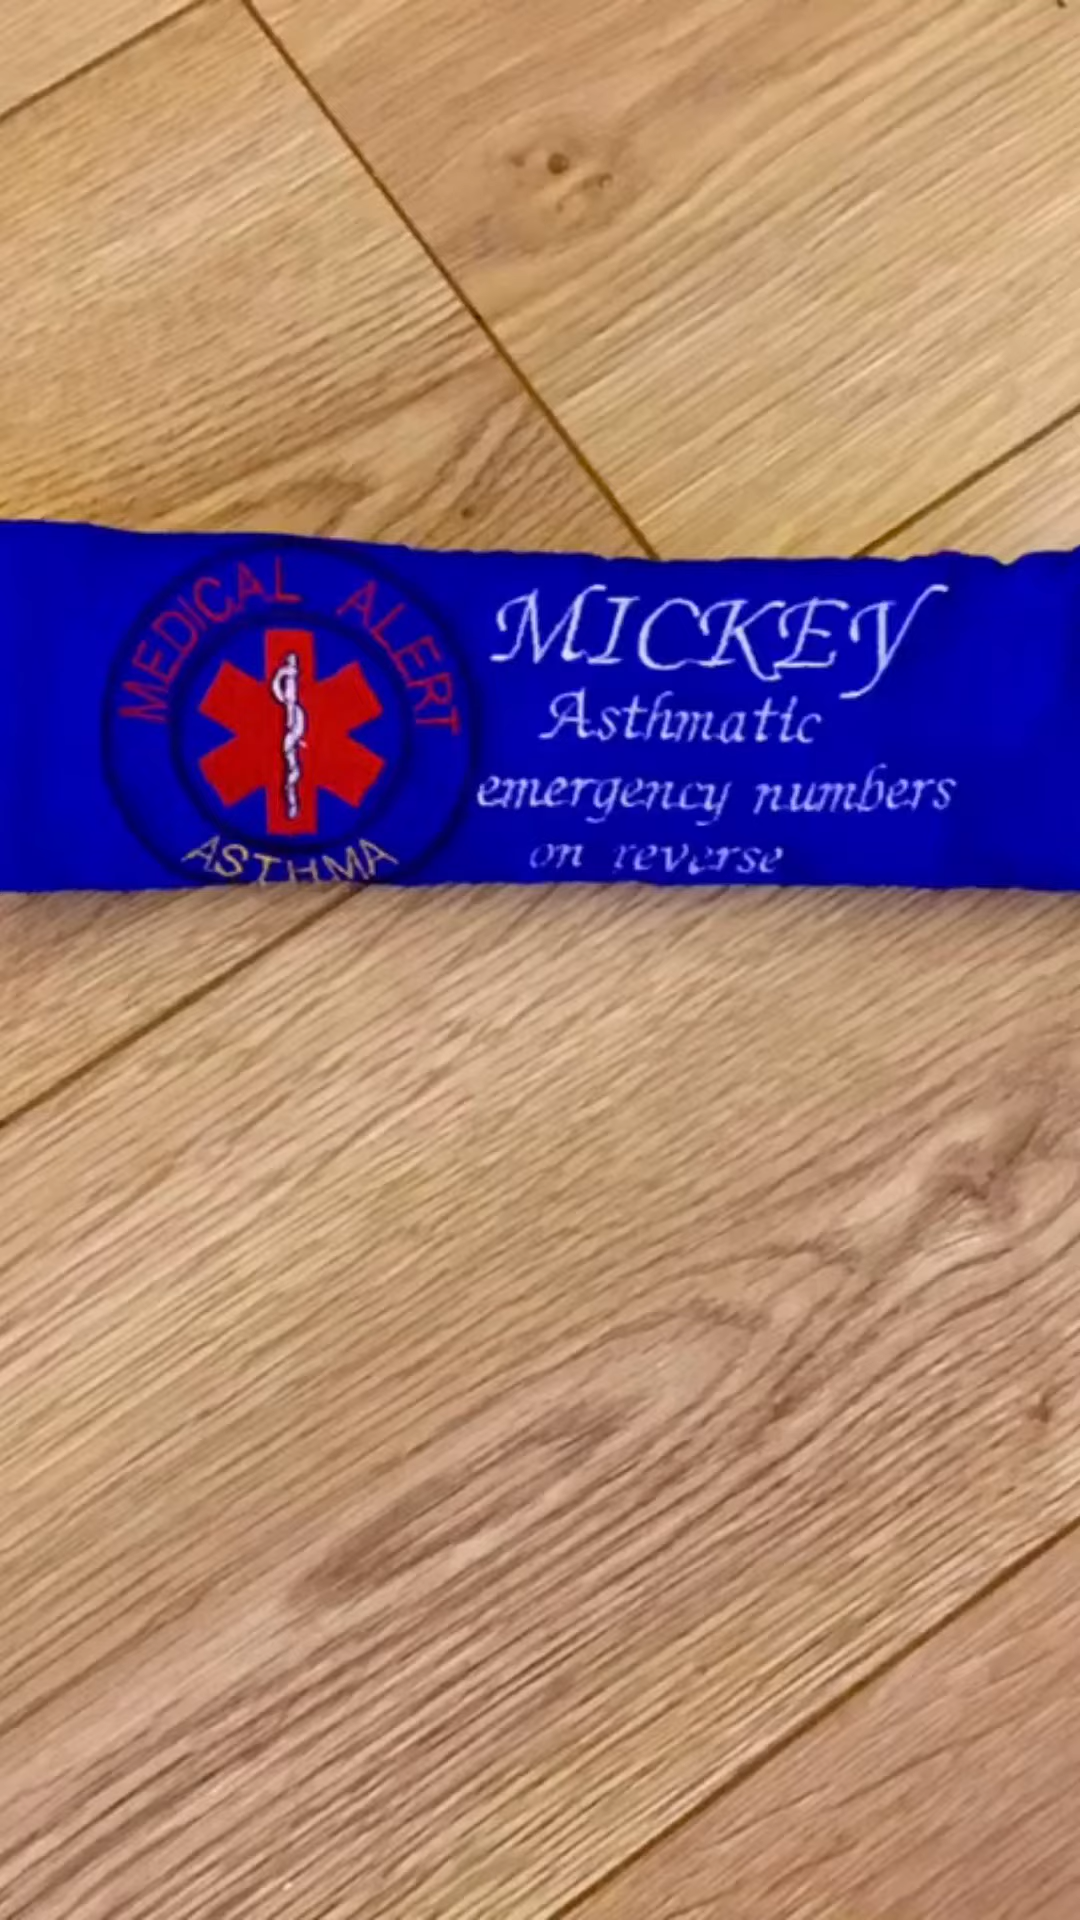 MEDICAL ALERT
ASTHMA
MICKEY
Asthmatic
emergency numbers
on reverse